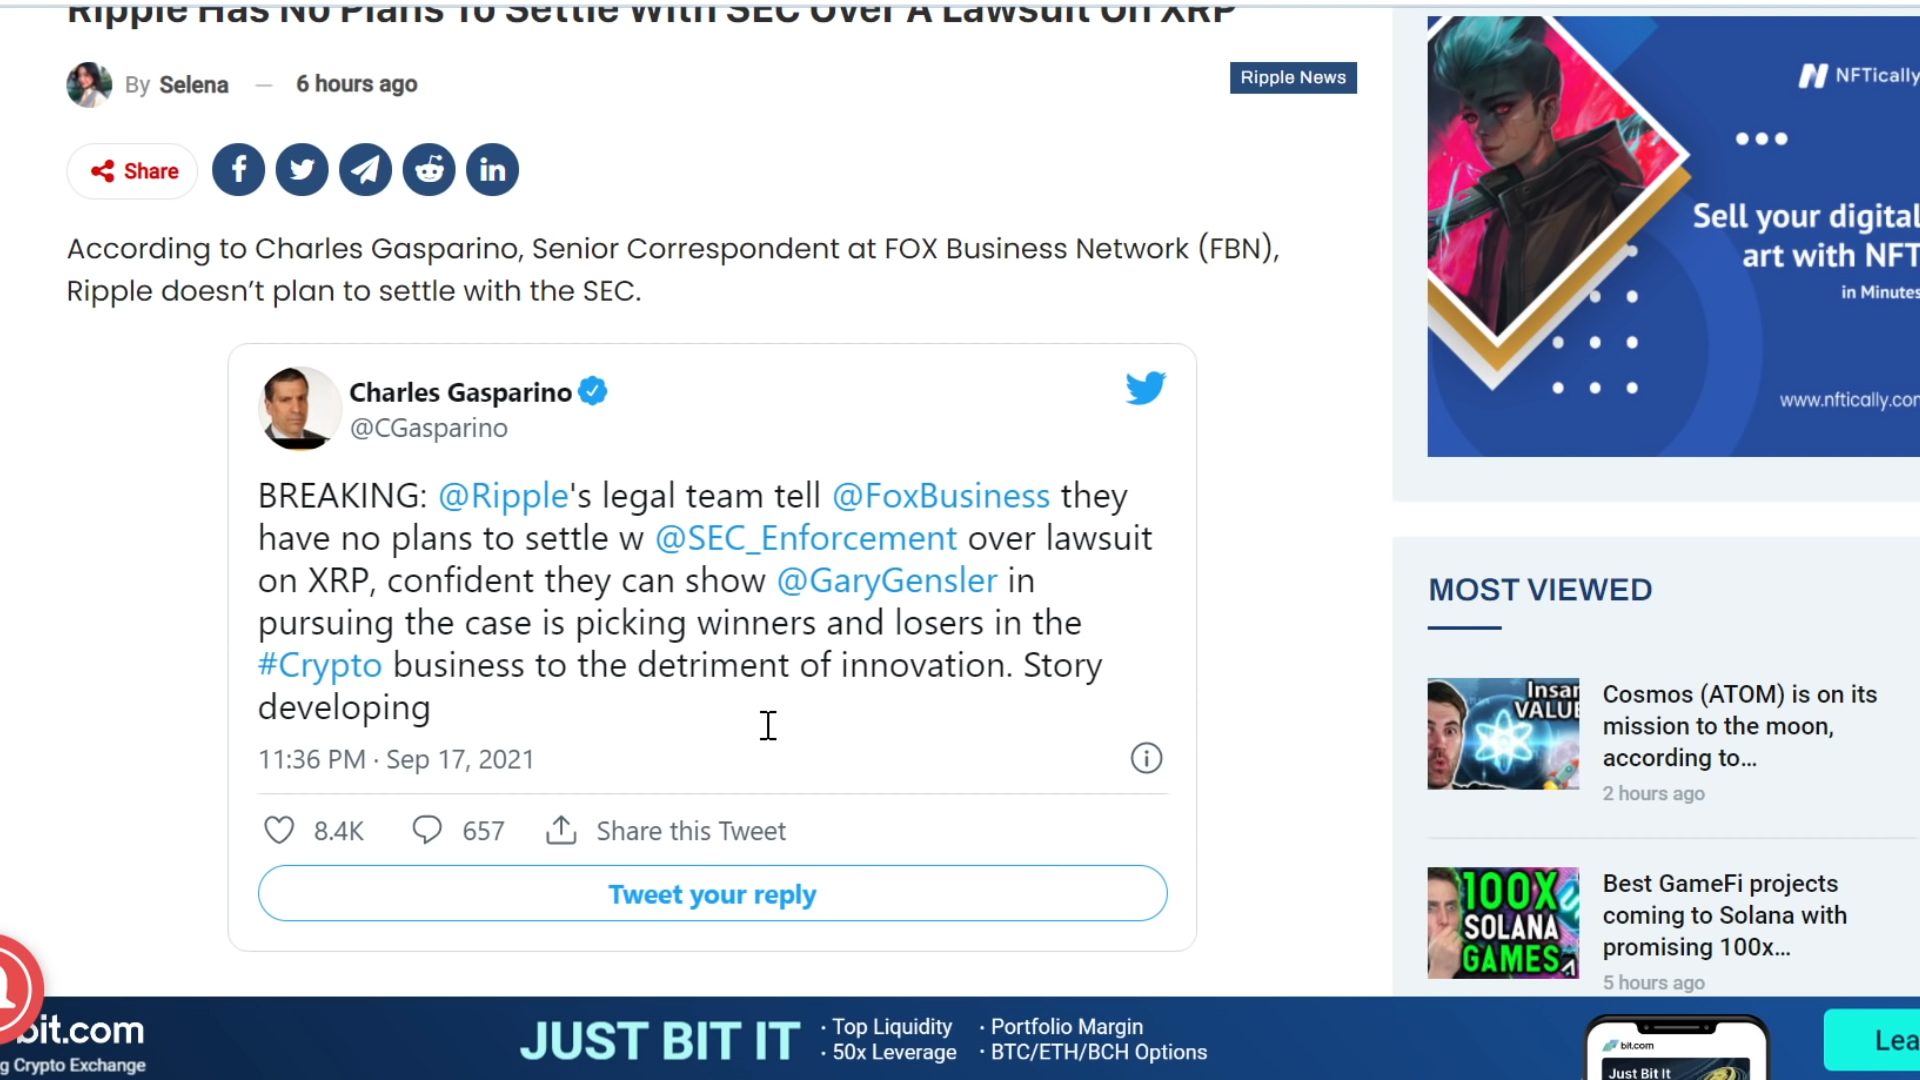 Ripple Has No Plans To Settle With SEC Over A Lawsuit On XRP
By Selena — 6 hours ago
Ripple News
Share
According to Charles Gasparino, Senior Correspondent at FOX Business Network (FBN),
Ripple doesn’t plan to settle with the SEC.
Charles Gasparino
@CGasparino
BREAKING: @Ripple's legal team tell @FoxBusiness they
have no plans to settle w @SEC_Enforcement over lawsuit
on XRP, confident they can show @GaryGensler in
pursuing the case is picking winners and losers in the
#Crypto business to the detriment of innovation. Story
developing
11:36 PM · Sep 17, 2021
8.4K 657 Share this Tweet
Tweet your reply
NFTically
Sell your digital
art with NFT
in Minutes
www.nftically.com
MOST VIEWED
Insan
VALUE
Cosmos (ATOM) is on its
mission to the moon,
according to...
2 hours ago
100X
SOLANA
GAMES
Best GameFi projects
coming to Solana with
promising 100x...
5 hours ago
bit.com
g Crypto Exchange
JUST BIT IT
· Top Liquidity · Portfolio Margin
· 50x Leverage · BTC/ETH/BCH Options
bit.com
Just Bit It
Lea